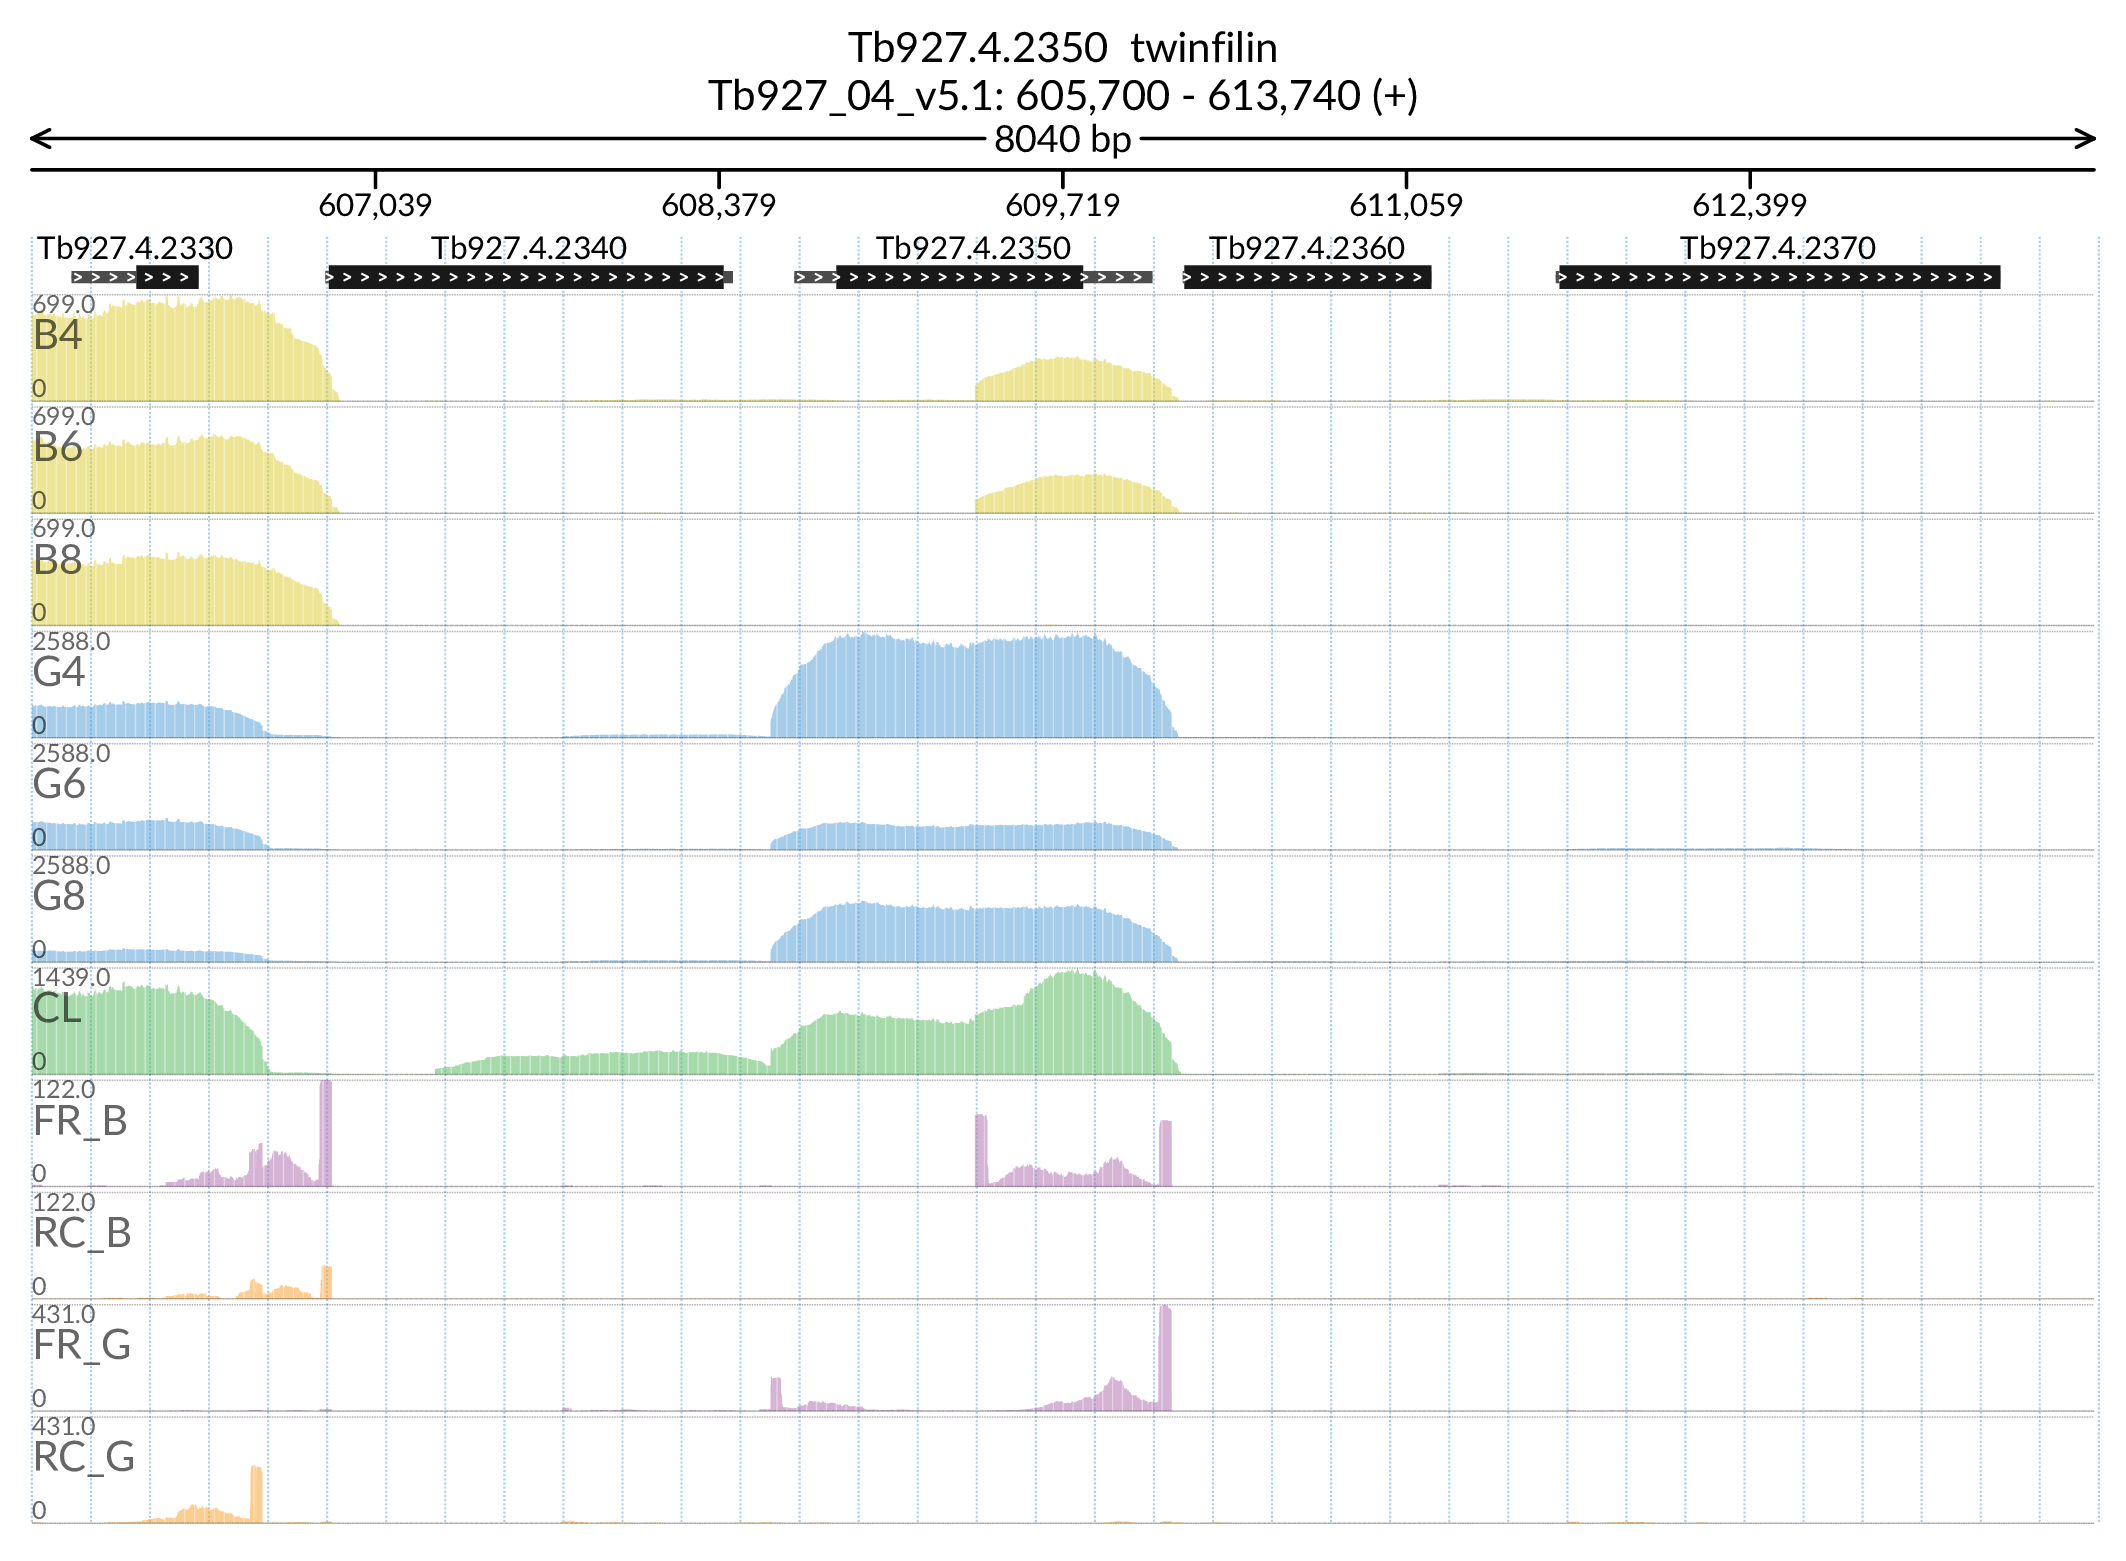 Tb927.4.2350 twinfilin
Tb927_04_v5.1: 605,700 - 613,740 (+)
8040 bp
607,039 608,379 609,719 611,059 612,399
Tb927.4.2330 Tb927.4.2340 Tb927.4.2350 Tb927.4.2360 Tb927.4.2370
699.0
B4
0
699.0
B6
0
699.0
B8
0
2588.0
G4
0
2588.0
G6
0
2588.0
G8
0
1439.0
CL
0
122.0
FR_B
0
122.0
RC_B
0
431.0
FR_G
0
431.0
RC_G
0